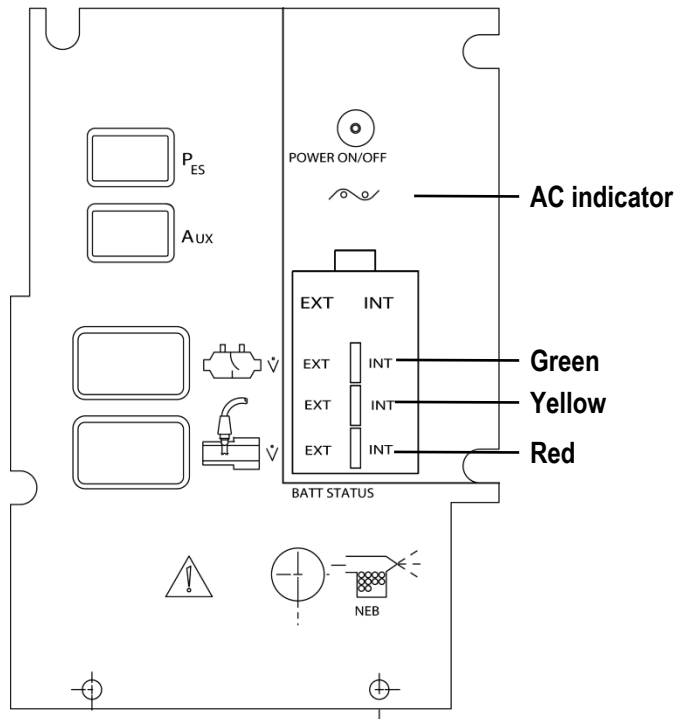 POWER ON/OFF
PES
AC indicator
AUX
EXT INT
EXT INT Green
V̇
EXT INT Yellow
EXT INT Red
V̇
BATT STATUS
NEB